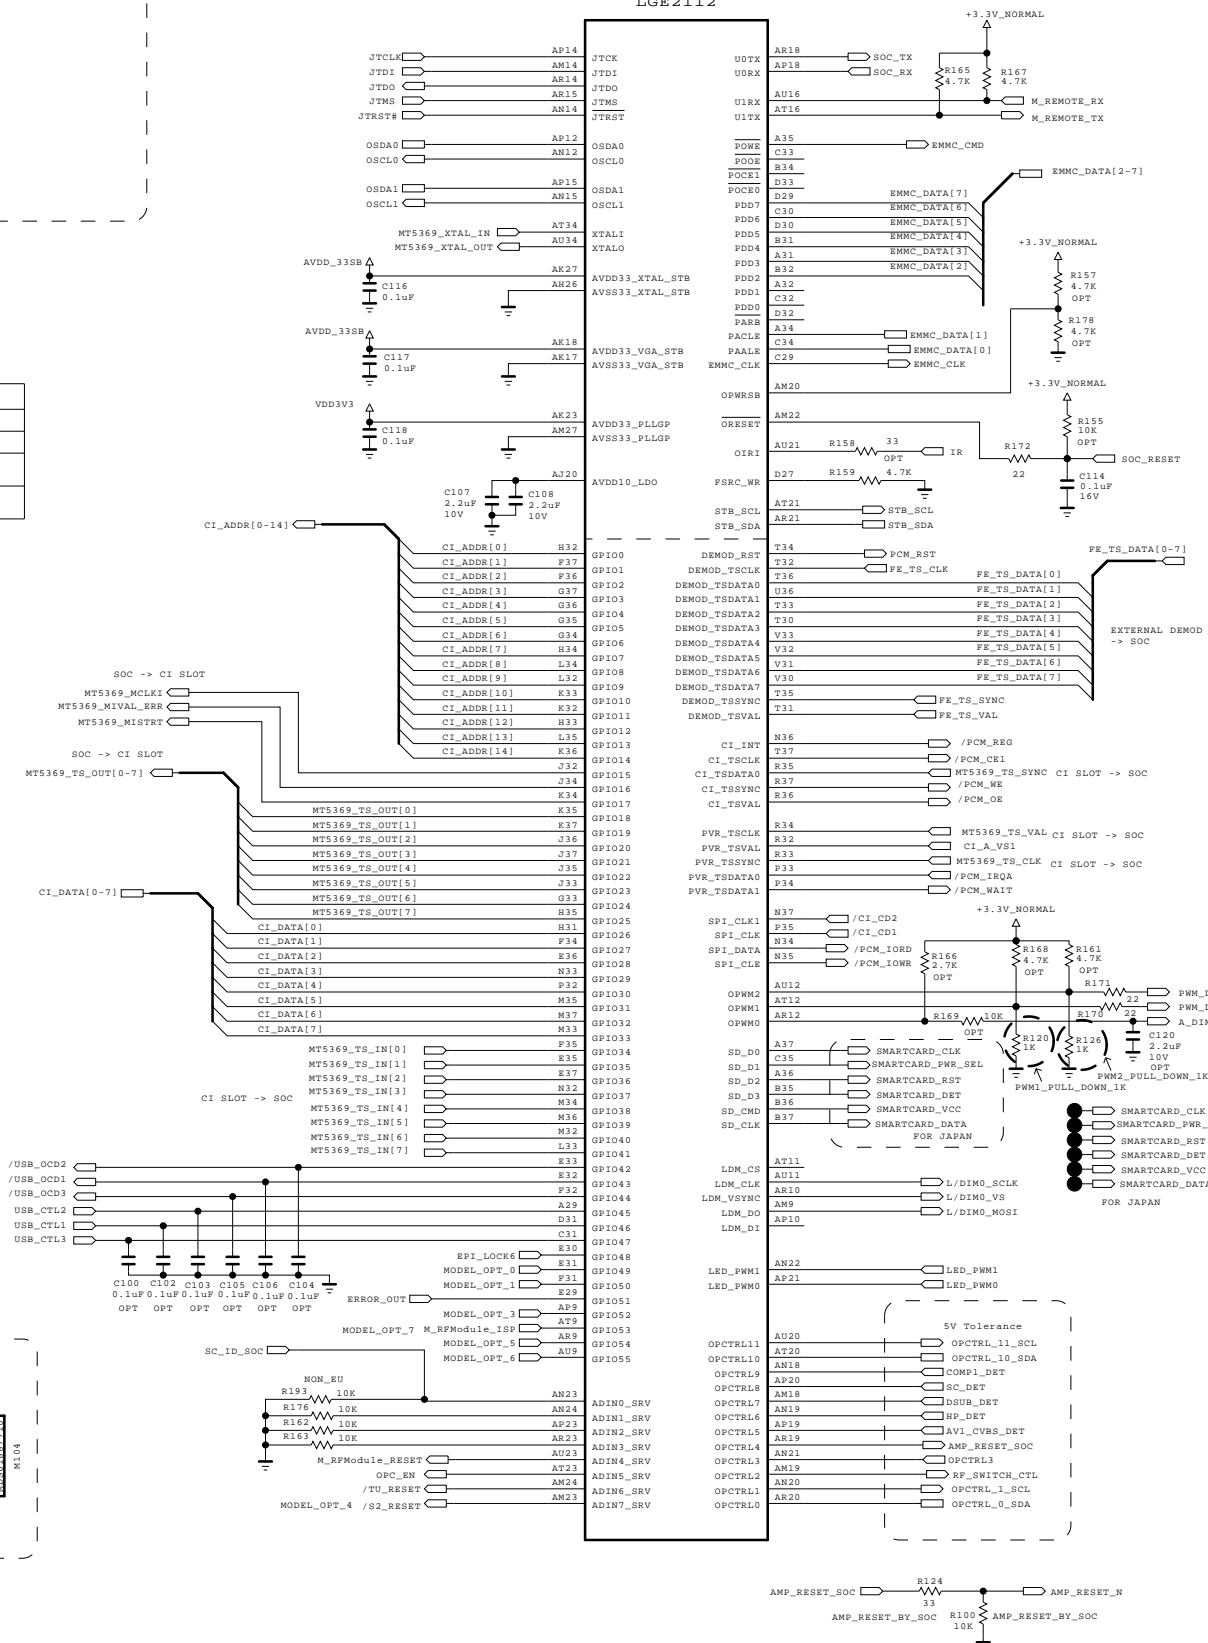 LGE2112
+3.3V_NORMAL
JTCLK AP14 JTCK U0TX AR18 SOC_TX
JTDI AM14 JTDI U0RX AP18 SOC_RX
R165 4.7K R167 4.7K
JTDO AR14 JTDO
JTMS AR15 JTMS U1RX AU16 M_REMOTE_RX
JTRST# AN14 JTRST U1TX AT16 M_REMOTE_TX
OSDA0 AP12 OSDA0 POWE A35 EMMC_CMD
OSCL0 AN12 OSCL0 POOE C33
POCE1 B34
EMMC_DATA[2-7]
OSDA1 AP15 OSDA1 POCE0 D33
OSCL1 AN15 OSCL1 PDD7 D29 EMMC_DATA[7]
PDD6 C30 EMMC_DATA[6]
MT5369_XTAL_IN AT34 XTALI PDD5 D30 EMMC_DATA[5]
MT5369_XTAL_OUT AU34 XTALO PDD4 B31 EMMC_DATA[4]
+3.3V_NORMAL
AVDD_33SB
PDD3 A31 EMMC_DATA[3]
AK27 AVDD33_XTAL_STB PDD2 B32 EMMC_DATA[2]
C116 0.1uF
AH26 AVSS33_XTAL_STB PDD1 A32
R157 4.7K OPT
PDD0 C32
PARB D32
R178 4.7K OPT
AVDD_33SB
PACLE A34 EMMC_DATA[1]
AK18 AVDD33_VGA_STB PAALE C34 EMMC_DATA[0]
C117 0.1uF
AK17 AVSS33_VGA_STB EMMC_CLK C29 EMMC_CLK
+3.3V_NORMAL
OPWRSB AM20
VDD3V3
AK23 AVDD33_PLLGP ORESET AM22
R155 10K OPT
C118 0.1uF
AM27 AVSS33_PLLGP
OIRI AU21 R158 33 OPT IR
R172 22 SOC_RESET
AJ20 AVDD10_LDO FSRC_WR D27 R159 4.7K
C114 0.1uF 16V
C107 2.2uF 10V
C108 2.2uF 10V
STB_SCL AT21 STB_SCL
STB_SDA AR21 STB_SDA
CI_ADDR[0-14]
FE_TS_DATA[0-7]
CI_ADDR[0] H32 GPIO0 DEMOD_RST T34 PCM_RST
CI_ADDR[1] F37 GPIO1 DEMOD_TSCLK T32 FE_TS_CLK
CI_ADDR[2] F36 GPIO2 DEMOD_TSDATA0 T36 FE_TS_DATA[0]
CI_ADDR[3] G37 GPIO3 DEMOD_TSDATA1 U36 FE_TS_DATA[1]
CI_ADDR[4] G36 GPIO4 DEMOD_TSDATA2 T33 FE_TS_DATA[2]
CI_ADDR[5] G35 GPIO5 DEMOD_TSDATA3 T30 FE_TS_DATA[3]
EXTERNAL DEMOD
-> SOC
CI_ADDR[6] G34 GPIO6 DEMOD_TSDATA4 V33 FE_TS_DATA[4]
CI_ADDR[7] H34 GPIO7 DEMOD_TSDATA5 V32 FE_TS_DATA[5]
CI_ADDR[8] L34 GPIO8 DEMOD_TSDATA6 V31 FE_TS_DATA[6]
SOC -> CI SLOT
CI_ADDR[9] L32 GPIO9 DEMOD_TSDATA7 V30 FE_TS_DATA[7]
MT5369_MCLKI
CI_ADDR[10] K33 GPIO10 DEMOD_TSSYNC T35 FE_TS_SYNC
MT5369_MIVAL_ERR
CI_ADDR[11] K32 GPIO11 DEMOD_TSVAL T31 FE_TS_VAL
MT5369_MISTRT
CI_ADDR[12] H33 GPIO12
CI_ADDR[13] L35 GPIO13 CI_INT N36 /PCM_REG
SOC -> CI SLOT
CI_ADDR[14] K36 GPIO14 CI_TSCLK T37 /PCM_CE1
MT5369_TS_OUT[0-7]
J32 GPIO15 CI_TSDATA0 R35 MT5369_TS_SYNC CI SLOT -> SOC
J34 GPIO16 CI_TSSYNC R37 /PCM_WE
K34 GPIO17 CI_TSVAL R36 /PCM_OE
MT5369_TS_OUT[0] K35 GPIO18
MT5369_TS_OUT[1] K37 GPIO19 PVR_TSCLK R34 MT5369_TS_VAL CI SLOT -> SOC
MT5369_TS_OUT[2] J36 GPIO20 PVR_TSVAL R32 CI_A_VS1
MT5369_TS_OUT[3] J37 GPIO21 PVR_TSSYNC R33 MT5369_TS_CLK CI SLOT -> SOC
MT5369_TS_OUT[4] J35 GPIO22 PVR_TSDATA0 P33 /PCM_IRQA
MT5369_TS_OUT[5] J33 GPIO23 PVR_TSDATA1 P34 /PCM_WAIT
CI_DATA[0-7]
MT5369_TS_OUT[6] G33 GPIO24
+3.3V_NORMAL
MT5369_TS_OUT[7] H35 GPIO25 SPI_CLK1 N37 /CI_CD2
CI_DATA[0] H31 GPIO26 SPI_CLK P35 /CI_CD1
CI_DATA[1] F34 GPIO27 SPI_DATA N34 /PCM_IORD
CI_DATA[2] E36 GPIO28 SPI_CLE N35 /PCM_IOWR
R166 2.7K OPT
R168 4.7K OPT
R161 4.7K OPT
CI_DATA[3] N33 GPIO29
CI_DATA[4] P32 GPIO30 OPWM2 AU12 R171 22
CI_DATA[5] M35 GPIO31 OPWM1 AT12 R170 22
CI_DATA[6] M37 GPIO32 OPWM0 AR12 R169 10K OPT
CI_DATA[7] M33 GPIO33
R120 1K
R126 1K
C120 2.2uF 10V OPT
MT5369_TS_IN[0] F35 GPIO34 SD_D0 A37 SMARTCARD_CLK
MT5369_TS_IN[1] E35 GPIO35 SD_D1 C35 SMARTCARD_PWR_SEL
MT5369_TS_IN[2] E37 GPIO36 SD_D2 A36 SMARTCARD_RST
PWM2_PULL_DOWN_1K
PWM1_PULL_DOWN_1K
CI SLOT -> SOC
MT5369_TS_IN[3] N32 GPIO37 SD_D3 B35 SMARTCARD_DET
MT5369_TS_IN[4] M34 GPIO38 SD_CMD B36 SMARTCARD_VCC
MT5369_TS_IN[5] M36 GPIO39 SD_CLK B37 SMARTCARD_DATA
FOR JAPAN
MT5369_TS_IN[6] M32 GPIO40
MT5369_TS_IN[7] L33 GPIO41
SMARTCARD_CLK
SMARTCARD_RST
SMARTCARD_DET
SMARTCARD_VCC
SMARTCARD_DATA
FOR JAPAN
/USB_OCD2 E33 GPIO42 LDM_CS AT11
/USB_OCD1 E32 GPIO43 LDM_CLK AU11 L/DIM0_SCLK
/USB_OCD3 F32 GPIO44 LDM_VSYNC AR10 L/DIM0_VS
USB_CTL2 A29 GPIO45 LDM_DO AM9 L/DIM0_MOSI
USB_CTL1 D31 GPIO46 LDM_DI AP10
USB_CTL3 C31 GPIO47
EPI_LOCK6 E30 GPIO48
MODEL_OPT_0 E31 GPIO49 LED_PWM1 AN22 LED_PWM1
MODEL_OPT_1 F31 GPIO50 LED_PWM0 AP21 LED_PWM0
C100 C102 C103 C105 C106 C104
0.1uF 0.1uF 0.1uF 0.1uF 0.1uF 0.1uF
OPT OPT OPT OPT OPT OPT
ERROR_OUT E29 GPIO51
MODEL_OPT_3 AP9 GPIO52
5V Tolerance
MODEL_OPT_7 M_RFModule_ISP AT9 GPIO53
MODEL_OPT_5 AR9 GPIO54 OPCTRL11 AU20 OPCTRL_11_SCL
MODEL_OPT_6 AU9 GPIO55 OPCTRL10 AT20 OPCTRL_10_SDA
SC_ID_SOC
OPCTRL9 AN18 COMP1_DET
NON_EU
OPCTRL8 AP20 SC_DET
R193 10K AN23 ADIN0_SRV OPCTRL7 AM18 DSUB_DET
R176 10K AN24 ADIN1_SRV OPCTRL6 AN19 HP_DET
R162 10K AP23 ADIN2_SRV OPCTRL5 AP19 AV1_CVBS_DET
R163 10K AR23 ADIN3_SRV OPCTRL4 AR19 AMP_RESET_SOC
M_RFModule_RESET AU23 ADIN4_SRV OPCTRL3 AN21 OPCTRL3
OPC_EN AT23 ADIN5_SRV OPCTRL2 AM19 RF_SWITCH_CTL
/TU_RESET AM24 ADIN6_SRV OPCTRL1 AN20 OPCTRL_1_SCL
MODEL_OPT_4 /S2_RESET AM23 ADIN7_SRV OPCTRL0 AR20 OPCTRL_0_SDA
M104
AMP_RESET_SOC R124 33 AMP_RESET_N
AMP_RESET_BY_SOC R100 10K AMP_RESET_BY_SOC